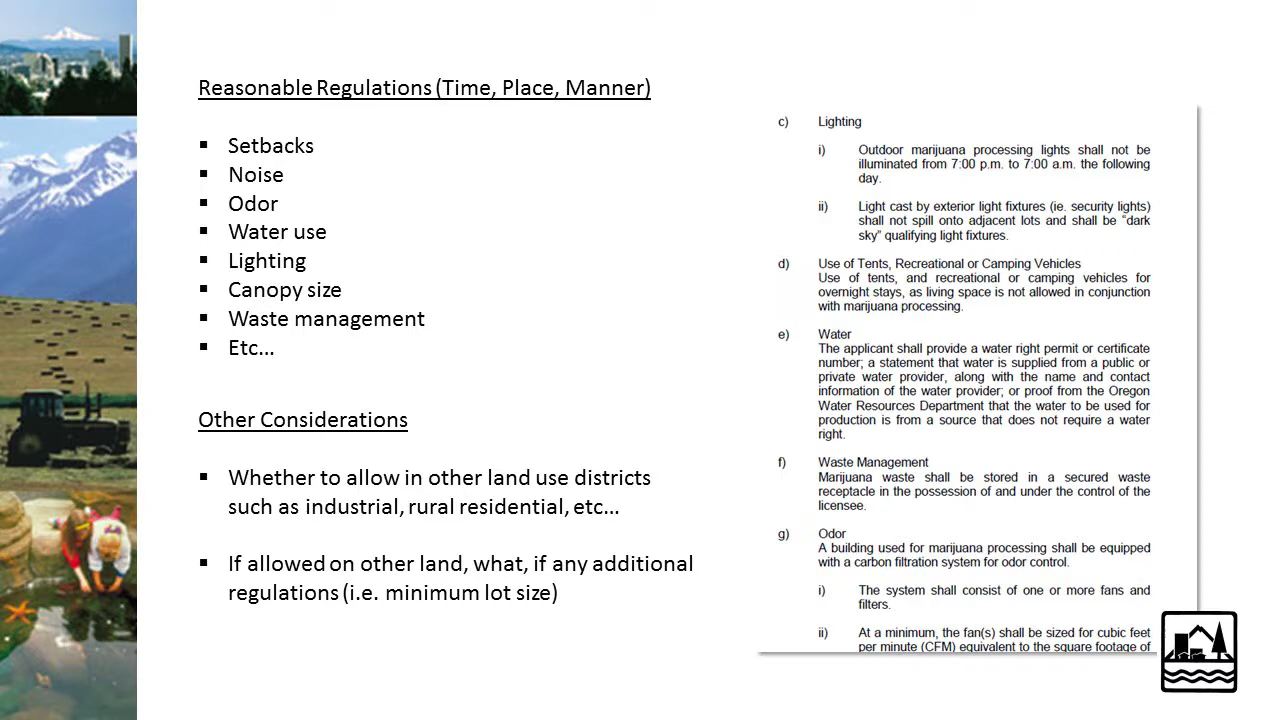 Reasonable Regulations (Time, Place, Manner)
▪ Setbacks
▪ Noise
▪ Odor
▪ Water use
▪ Lighting
▪ Canopy size
▪ Waste management
▪ Etc…
Other Considerations
▪ Whether to allow in other land use districts
such as industrial, rural residential, etc…
▪ If allowed on other land, what, if any additional
regulations (i.e. minimum lot size)
c) Lighting
i) Outdoor marijuana processing lights shall not be
illuminated from 7:00 p.m. to 7:00 a.m. the following
day.
ii) Light cast by exterior light fixtures (ie. security lights)
shall not spill onto adjacent lots and shall be “dark
sky” qualifying light fixtures.
d) Use of Tents, Recreational or Camping Vehicles
Use of tents, and recreational or camping vehicles for
overnight stays, as living space is not allowed in conjunction
with marijuana processing.
e) Water
The applicant shall provide a water right permit or certificate
number; a statement that water is supplied from a public or
private water provider, along with the name and contact
information of the water provider; or proof from the Oregon
Water Resources Department that the water to be used for
production is from a source that does not require a water
right.
f) Waste Management
Marijuana waste shall be stored in a secured waste
receptacle in the possession of and under the control of the
licensee.
g) Odor
A building used for marijuana processing shall be equipped
with a carbon filtration system for odor control.
i) The system shall consist of one or more fans and
filters.
ii) At a minimum, the fan(s) shall be sized for cubic feet
per minute (CFM) equivalent to the square footage of